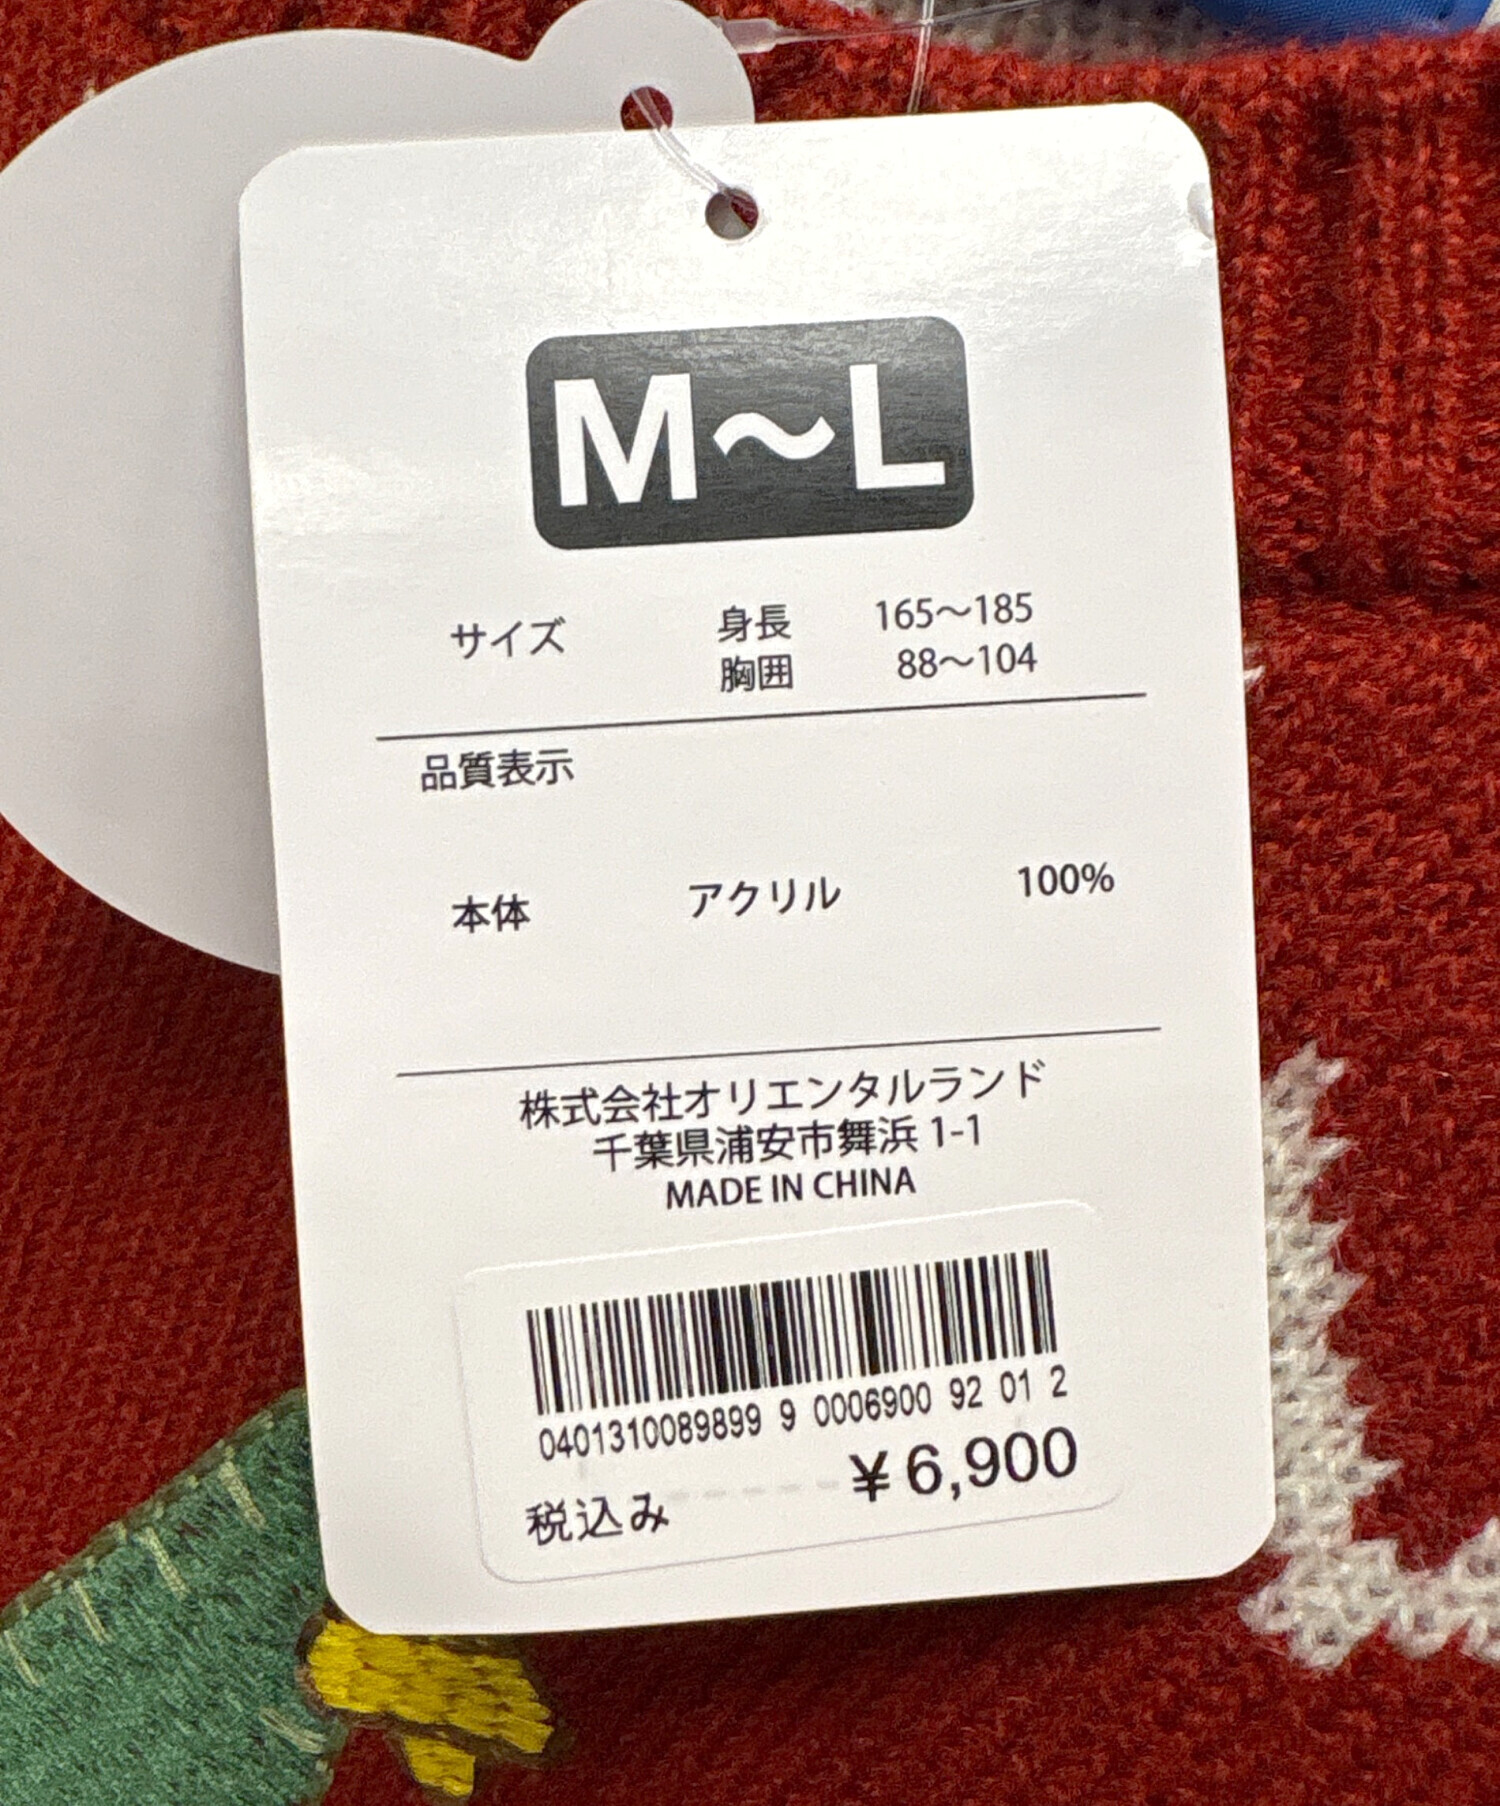 M～L
サイズ 身長 165～185
胸囲 88～104
品質表示
本体 アクリル 100%
株式会社オリエンタルランド
千葉県浦安市舞浜 1-1
MADE IN CHINA
0401310089899 9 0006900 92 01 2
税込み ¥6,900